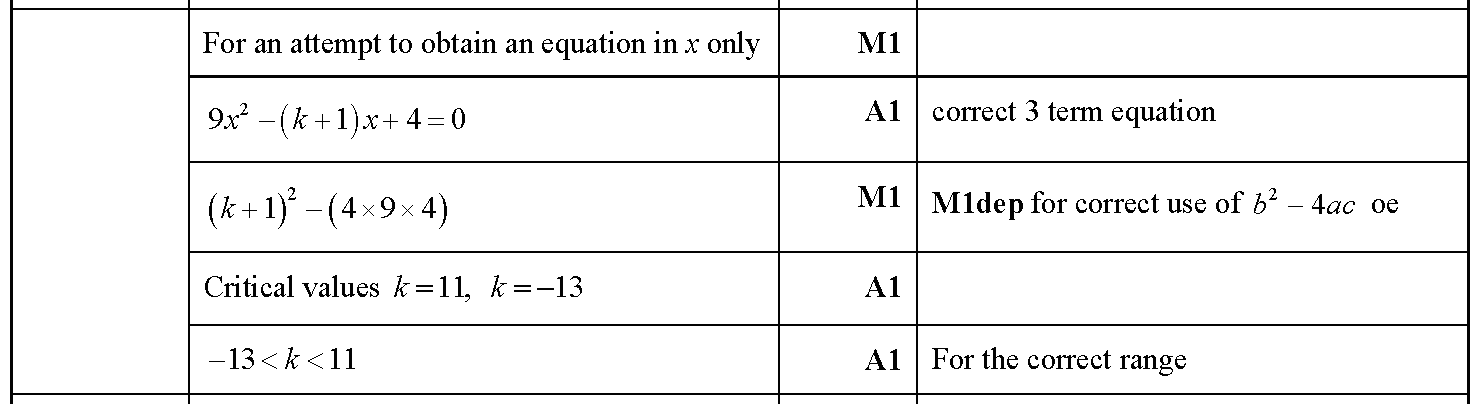 For an attempt to obtain an equation in x only M1
9x² − (k + 1)x + 4 = 0 A1 correct 3 term equation
(k + 1)² − (4 × 9 × 4) M1 M1dep for correct use of b² − 4ac oe
Critical values k = 11, k = −13 A1
−13 < k < 11 A1 For the correct range